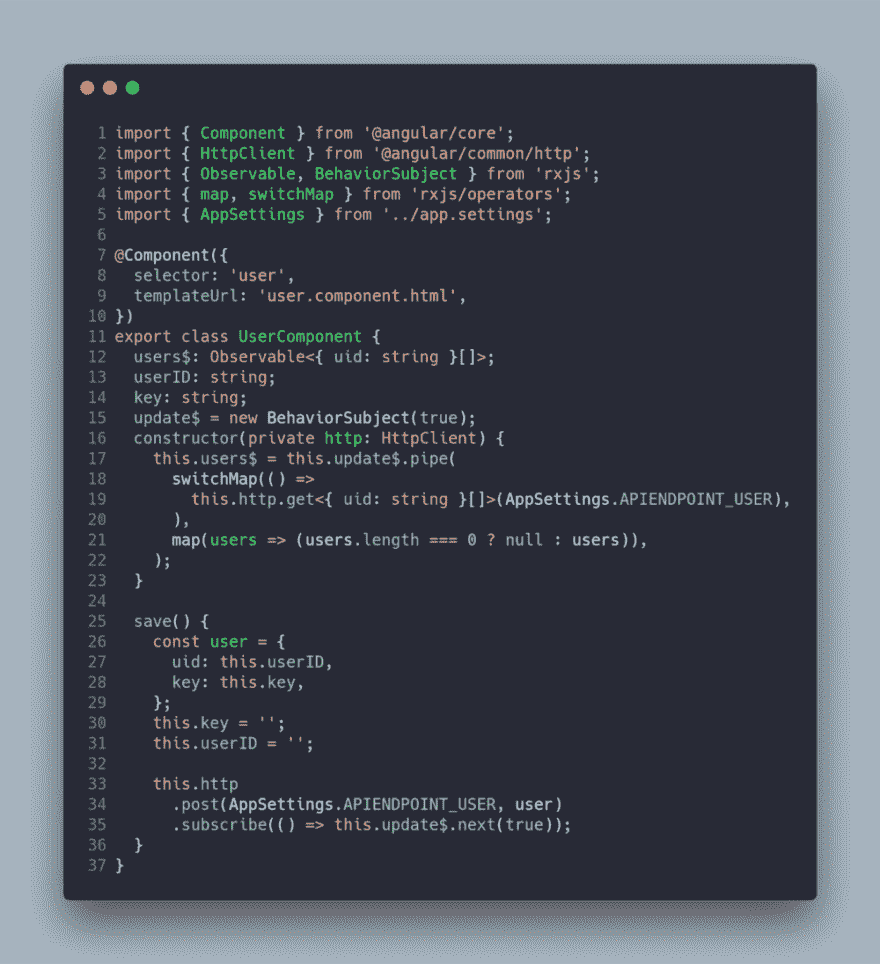 1 import { Component } from '@angular/core';
2 import { HttpClient } from '@angular/common/http';
3 import { Observable, BehaviorSubject } from 'rxjs';
4 import { map, switchMap } from 'rxjs/operators';
5 import { AppSettings } from '../app.settings';
6
7 @Component({
8   selector: 'user',
9   templateUrl: 'user.component.html',
10 })
11 export class UserComponent {
12   users$: Observable<{ uid: string }[]>;
13   userID: string;
14   key: string;
15   update$ = new BehaviorSubject(true);
16   constructor(private http: HttpClient) {
17     this.users$ = this.update$.pipe(
18       switchMap(() =>
19         this.http.get<{ uid: string }[]>(AppSettings.APIENDPOINT_USER),
20       ),
21       map(users => (users.length === 0 ? null : users)),
22     );
23   }
24
25   save() {
26     const user = {
27       uid: this.userID,
28       key: this.key,
29     };
30     this.key = '';
31     this.userID = '';
32
33     this.http
34       .post(AppSettings.APIENDPOINT_USER, user)
35       .subscribe(() => this.update$.next(true));
36   }
37 }